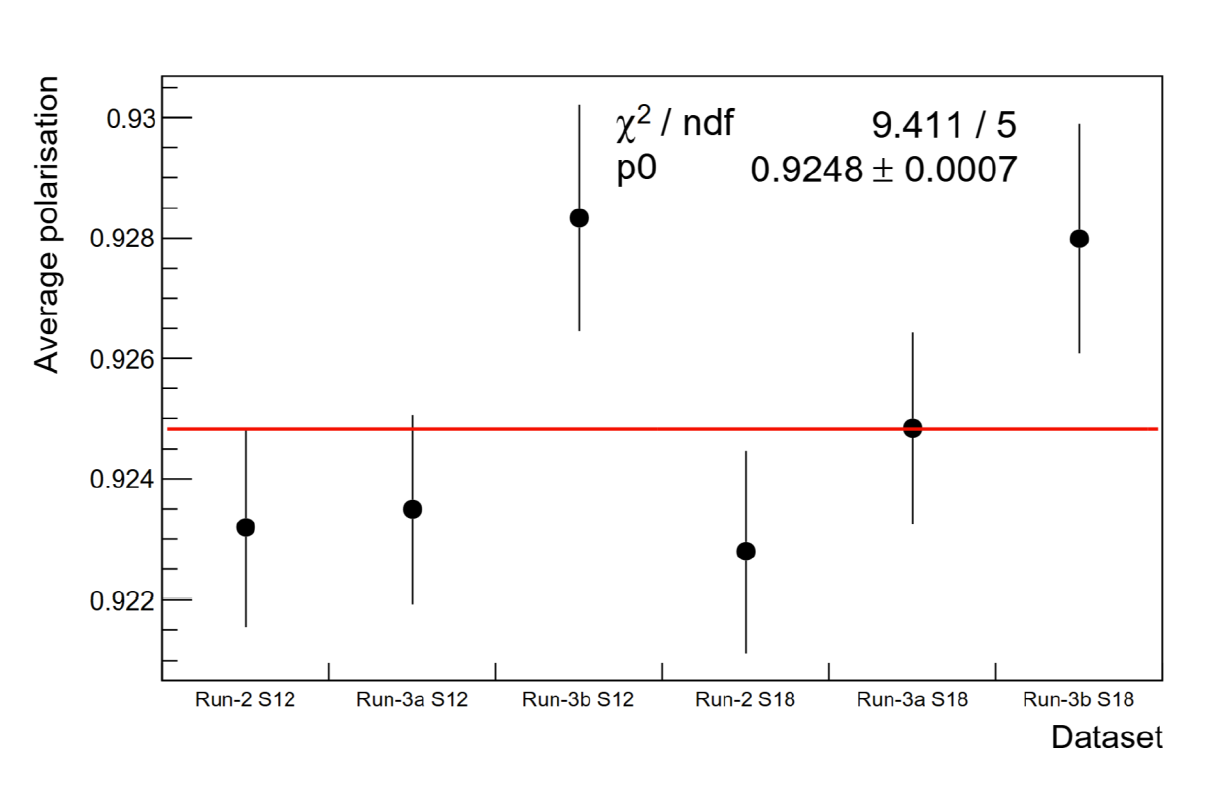 Average polarisation
0.93
0.928
0.926
0.924
0.922
χ² / ndf 9.411 / 5
p0 0.9248 ± 0.0007
Run-2 S12 Run-3a S12 Run-3b S12 Run-2 S18 Run-3a S18 Run-3b S18
Dataset